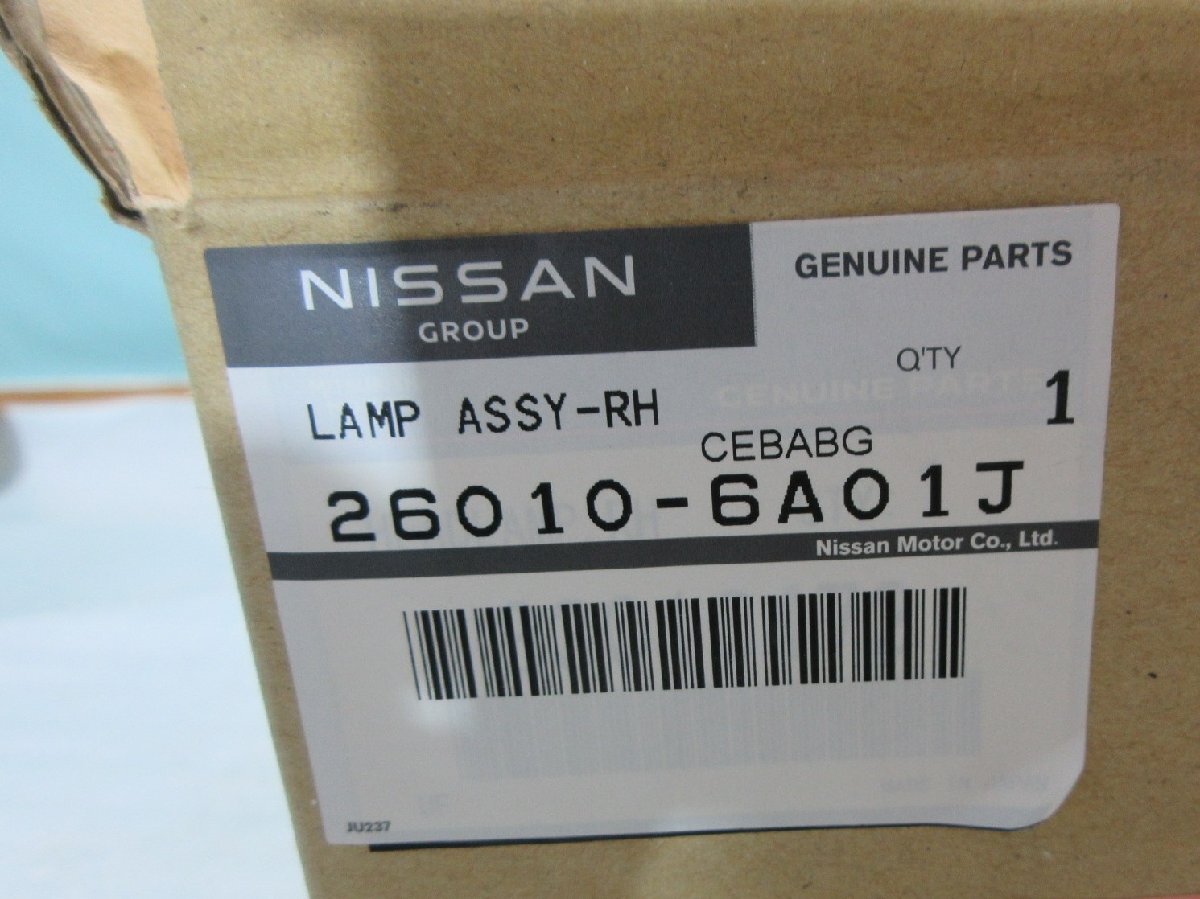 NISSAN
GROUP
GENUINE PARTS
Q'TY
LAMP ASSY-RH
1
CEBABG
26010-6A01J
Nissan Motor Co., Ltd.
JU237